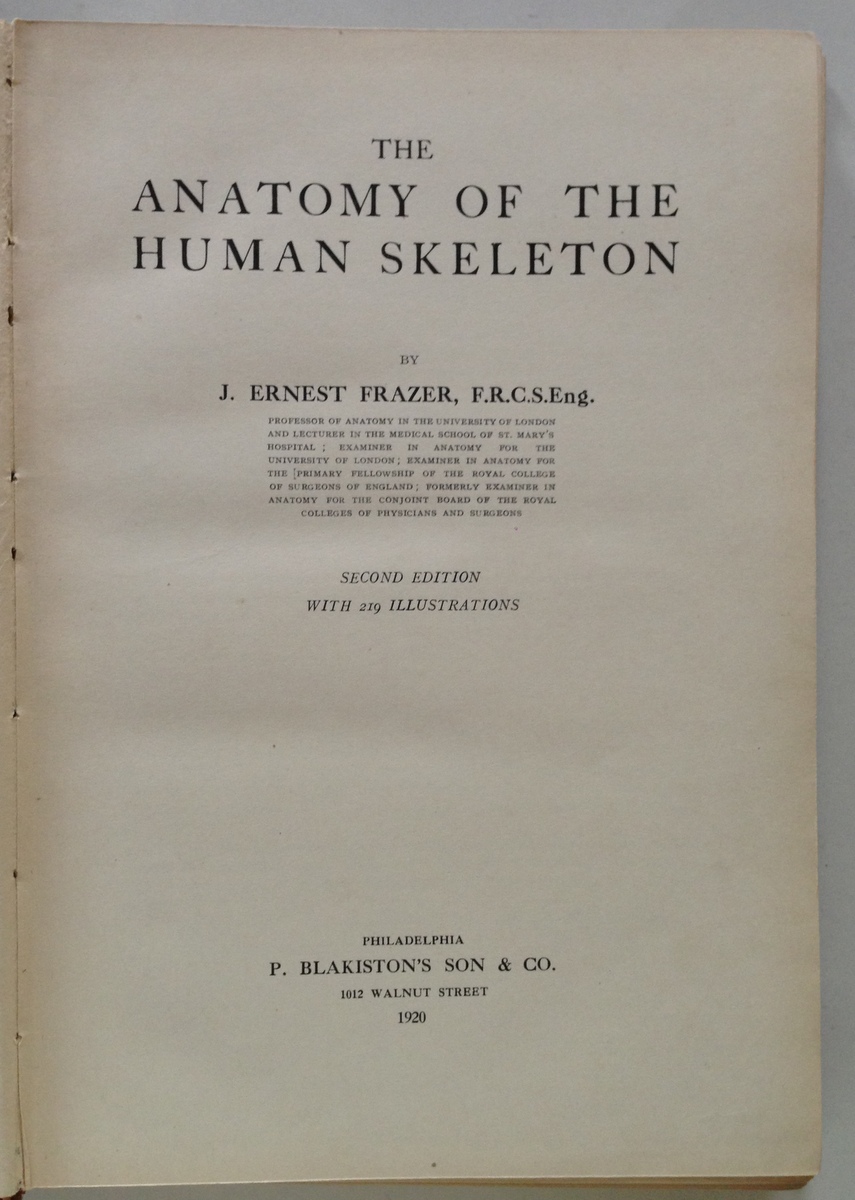 THE
ANATOMY OF THE
HUMAN SKELETON
BY
J. ERNEST FRAZER, F.R.C.S.Eng.
PROFESSOR OF ANATOMY IN THE UNIVERSITY OF LONDON
AND LECTURER IN THE MEDICAL SCHOOL OF ST. MARY'S
HOSPITAL ; EXAMINER IN ANATOMY FOR THE
UNIVERSITY OF LONDON ; EXAMINER IN ANATOMY FOR
THE [PRIMARY FELLOWSHIP OF THE ROYAL COLLEGE
OF SURGEONS OF ENGLAND ; FORMERLY EXAMINER IN
ANATOMY FOR THE CONJOINT BOARD OF THE ROYAL
COLLEGES OF PHYSICIANS AND SURGEONS
SECOND EDITION
WITH 219 ILLUSTRATIONS
PHILADELPHIA
P. BLAKISTON'S SON & CO.
1012 WALNUT STREET
1920